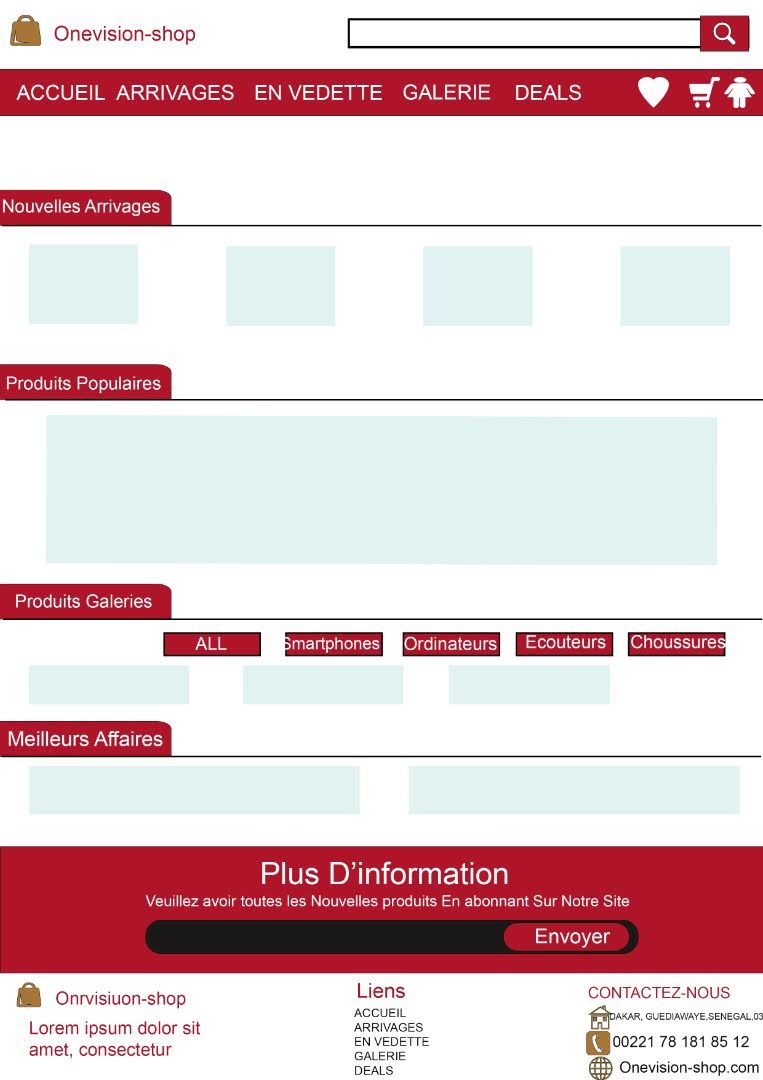 Onevision-shop
ACCUEIL ARRIVAGES EN VEDETTE GALERIE DEALS
Nouvelles Arrivages
Produits Populaires
Produits Galeries
ALL Smartphones Ordinateurs Ecouteurs Choussures
Meilleurs Affaires
Plus D’information
Veuillez avoir toutes les Nouvelles produits En abonnant Sur Notre Site
Envoyer
Onrvisiuon-shop
Lorem ipsum dolor sit
amet, consectetur
Liens
ACCUEIL
ARRIVAGES
EN VEDETTE
GALERIE
DEALS
CONTACTEZ-NOUS
DAKAR, GUEDIAWAYE,SENEGAL,03
00221 78 181 85 12
Onevision-shop.com